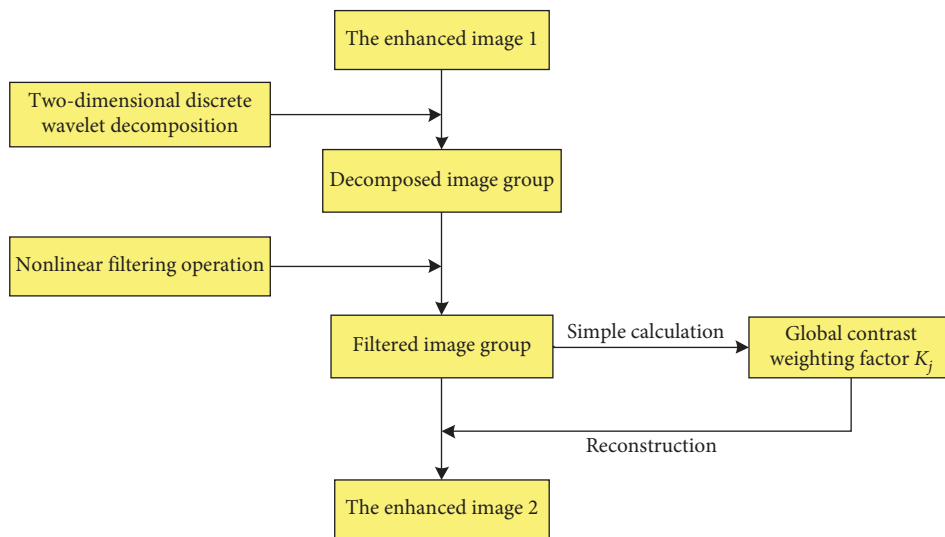 The enhanced image 1
Two-dimensional discrete
wavelet decomposition
Decomposed image group
Nonlinear filtering operation
Filtered image group
Simple calculation
Global contrast
weighting factor K_j
Reconstruction
The enhanced image 2